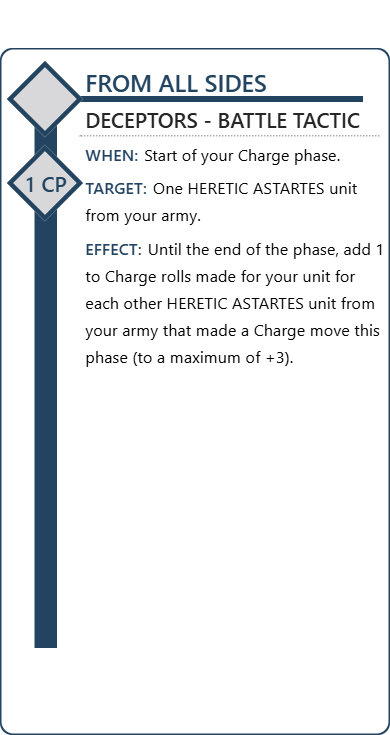 FROM ALL SIDES
DECEPTORS - BATTLE TACTIC
WHEN: Start of your Charge phase.
1 CP
TARGET: One HERETIC ASTARTES unit
from your army.
EFFECT: Until the end of the phase, add 1
to Charge rolls made for your unit for
each other HERETIC ASTARTES unit from
your army that made a Charge move this
phase (to a maximum of +3).